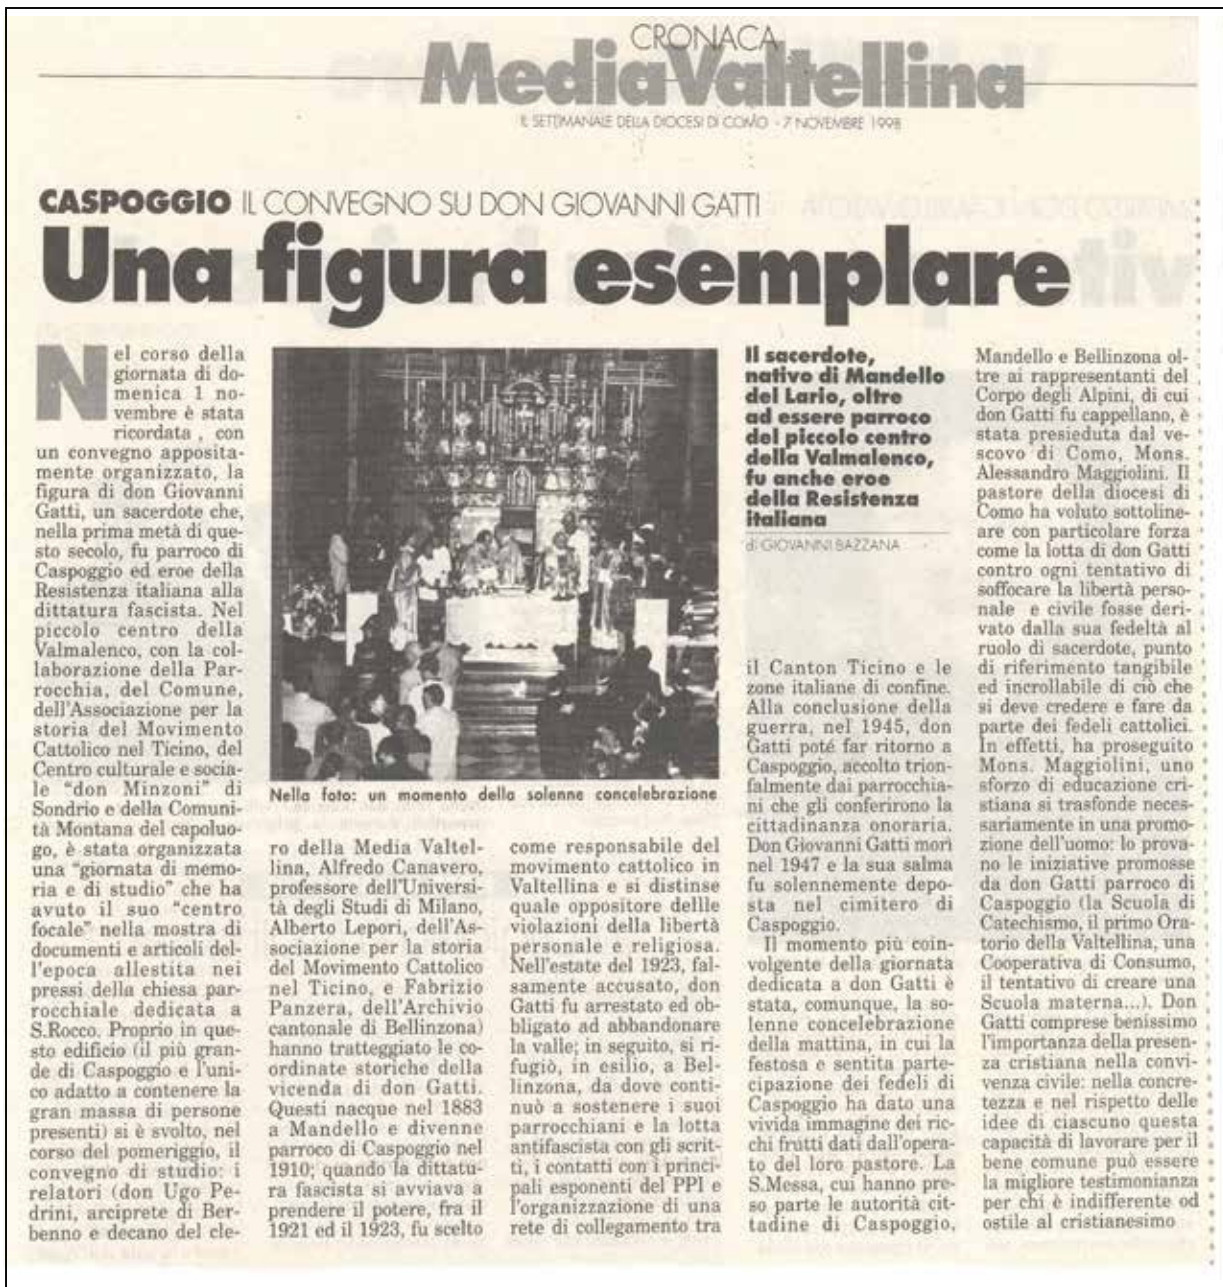 CRONACA
Media Valtellina
IL SETTIMANALE DELLA DIOCESI DI COMO - 7 NOVEMBRE 1998
CASPOGGIO IL CONVEGNO SU DON GIOVANNI GATTI
Una figura esemplare
Nel corso della
giornata di do-
menica 1 no-
vembre è stata
ricordata , con
un convegno apposita-
mente organizzato, la
figura di don Giovanni
Gatti, un sacerdote che,
nella prima metà di que-
sto secolo, fu parroco di
Caspoggio ed eroe della
Resistenza italiana alla
dittatura fascista. Nel
piccolo centro della
Valmalenco, con la col-
laborazione della Par-
rocchia, del Comune,
dell'Associazione per la
storia del Movimento
Cattolico nel Ticino, del
Centro culturale e socia-
le "don Minzoni" di
Sondrio e della Comuni-
tà Montana del capoluo-
go, è stata organizzata
una "giornata di memo-
ria e di studio" che ha
avuto il suo "centro
focale" nella mostra di
documenti e articoli del-
l'epoca allestita nei
pressi della chiesa par-
rocchiale dedicata a
S.Rocco. Proprio in que-
sto edificio (il più gran-
de di Caspoggio e l'uni-
co adatto a contenere la
gran massa di persone
presenti) si è svolto, nel
corso del pomeriggio, il
convegno di studio: i
relatori (don Ugo Pe-
drini, arciprete di Ber-
benno e decano del cle-
Nella foto: un momento della solenne concelebrazione
ro della Media Valtel-
lina, Alfredo Canavero,
professore dell'Universi-
tà degli Studi di Milano,
Alberto Lepori, dell'As-
sociazione per la storia
del Movimento Cattolico
nel Ticino, e Fabrizio
Panzera, dell'Archivio
cantonale di Bellinzona)
hanno tratteggiato le co-
ordinate storiche della
vicenda di don Gatti.
Questi nacque nel 1883
a Mandello e divenne
parroco di Caspoggio nel
1910; quando la dittatu-
ra fascista si avviava a
prendere il potere, fra il
1921 ed il 1923, fu scelto
come responsabile del
movimento cattolico in
Valtellina e si distinse
quale oppositore dellle
violazioni della libertà
personale e religiosa.
Nell'estate del 1923, fal-
samente accusato, don
Gatti fu arrestato ed ob-
bligato ad abbandonare
la valle; in seguito, si ri-
fugiò, in esilio, a Bel-
linzona, da dove conti-
nuò a sostenere i suoi
parrocchiani e la lotta
antifascista con gli scrit-
ti, i contatti con i princi-
pali esponenti del PPI e
l'organizzazione di una
rete di collegamento tra
Il sacerdote,
nativo di Mandello
del Lario, oltre
ad essere parroco
del piccolo centro
della Valmalenco,
fu anche eroe
della Resistenza
italiana
di GIOVANNI BAZZANA
il Canton Ticino e le
zone italiane di confine.
Alla conclusione della
guerra, nel 1945, don
Gatti poté far ritorno a
Caspoggio, accolto trion-
falmente dai parrocchia-
ni che gli conferirono la
cittadinanza onoraria.
Don Giovanni Gatti morì
nel 1947 e la sua salma
fu solennemente depo-
sta nel cimitero di
Caspoggio.
Il momento più coin-
volgente della giornata
dedicata a don Gatti è
stata, comunque, la so-
lenne concelebrazione
della mattina, in cui la
festosa e sentita parte-
cipazione dei fedeli di
Caspoggio ha dato una
vivida immagine dei ric-
chi frutti dati dall'opera-
to del loro pastore. La
S.Messa, cui hanno pre-
so parte le autorità cit-
tadine di Caspoggio,
Mandello e Bellinzona ol-
tre ai rappresentanti del
Corpo degli Alpini, di cui
don Gatti fu cappellano, è
stata presieduta dal ve-
scovo di Como, Mons.
Alessandro Maggiolini. Il
pastore della diocesi di
Como ha voluto sottoline-
are con particolare forza
come la lotta di don Gatti
contro ogni tentativo di
soffocare la libertà perso-
nale e civile fosse deri-
vato dalla sua fedeltà al
ruolo di sacerdote, punto
di riferimento tangibile
ed incrollabile di ciò che
si deve credere e fare da
parte dei fedeli cattolici.
In effetti, ha proseguito
Mons. Maggiolini, uno
sforzo di educazione cri-
stiana si trasfonde neces-
sariamente in una promo-
zione dell'uomo: lo prova-
no le iniziative promosse
da don Gatti parroco di
Caspoggio (la Scuola di
Catechismo, il primo Ora-
torio della Valtellina, una
Cooperativa di Consumo,
il tentativo di creare una
Scuola materna...). Don
Gatti comprese benissimo
l'importanza della presen-
za cristiana nella convi-
venza civile: nella concre-
tezza e nel rispetto delle
idee di ciascuno questa
capacità di lavorare per il
bene comune può essere
la migliore testimonianza
per chi è indifferente od
ostile al cristianesimo